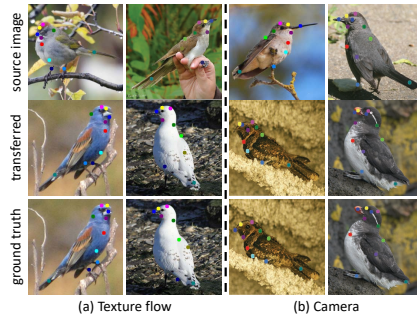 source image
transferred
ground truth
(a) Texture flow
(b) Camera